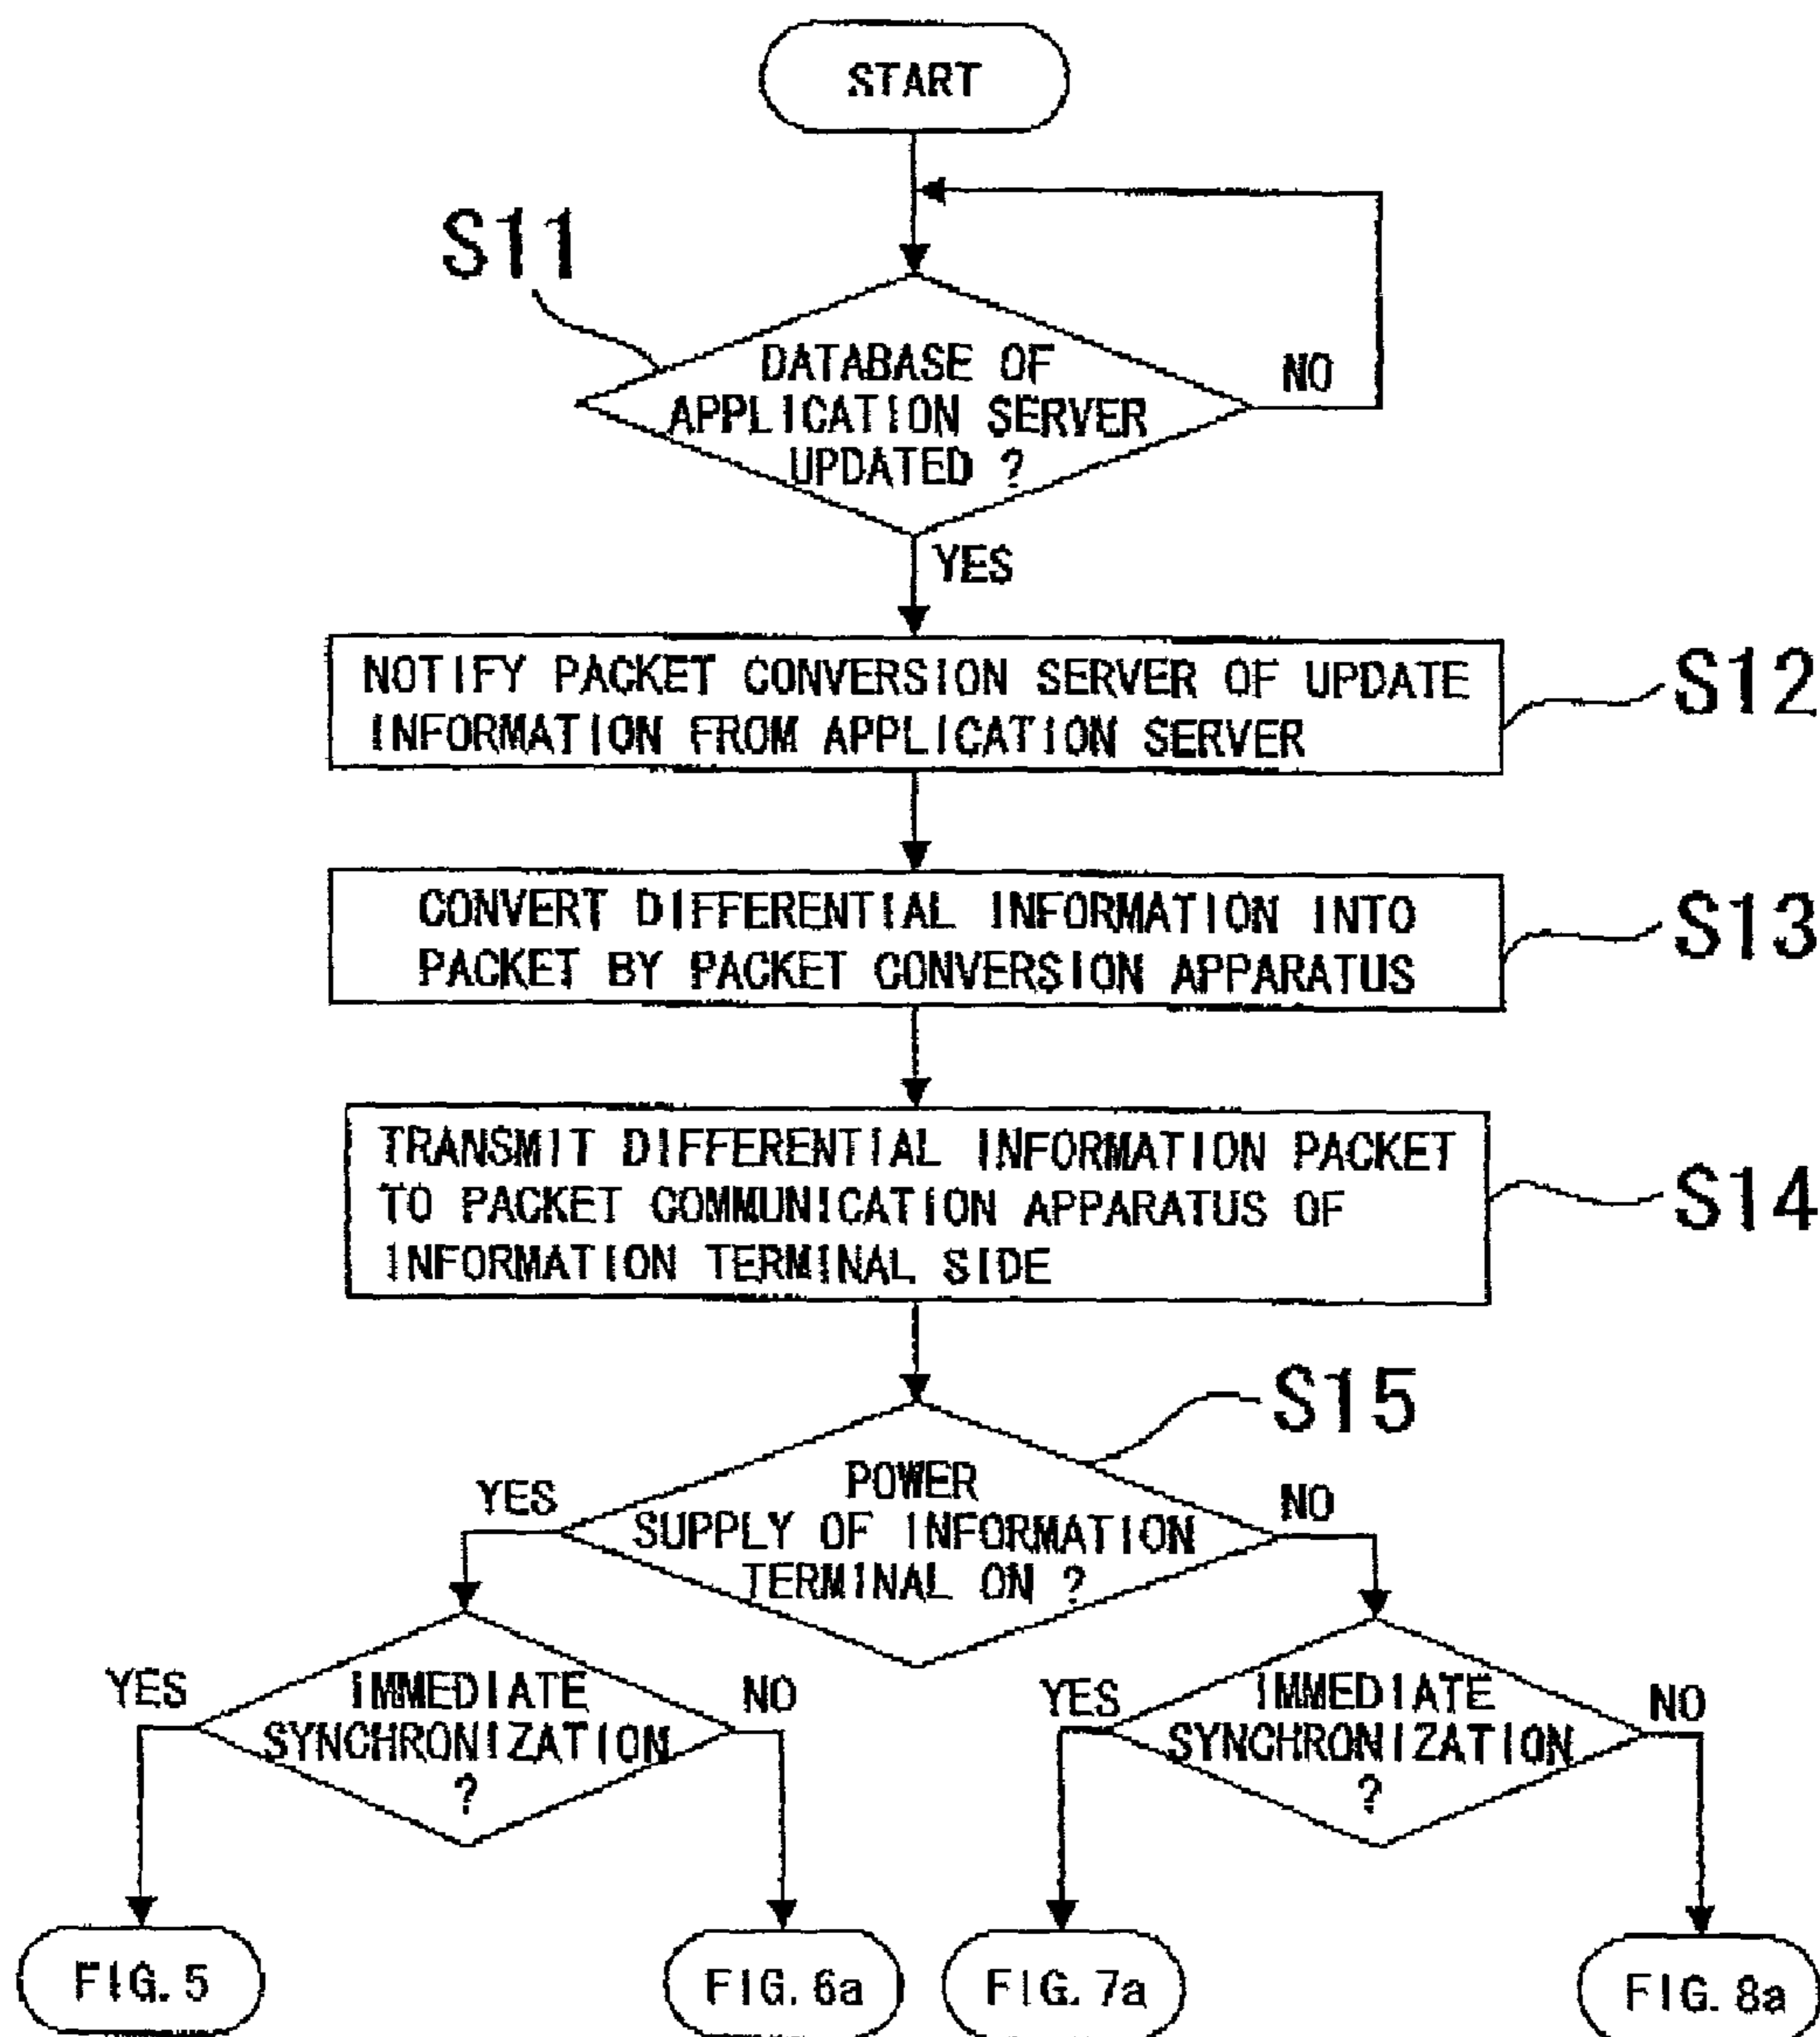 START
S11
DATABASE OF
APPLICATION SERVER
UPDATED ?
NO
YES
NOTIFY PACKET CONVERSION SERVER OF UPDATE
INFORMATION FROM APPLICATION SERVER
S12
CONVERT DIFFERENTIAL INFORMATION INTO
PACKET BY PACKET CONVERSION APPARATUS
S13
TRANSMIT DIFFERENTIAL INFORMATION PACKET
TO PACKET COMMUNICATION APPARATUS OF
INFORMATION TERMINAL SIDE
S14
S15
POWER
SUPPLY OF INFORMATION
TERMINAL ON ?
YES
NO
IMMEDIATE
SYNCHRONIZATION
?
YES
NO
IMMEDIATE
SYNCHRONIZATION
?
YES
NO
FIG. 5
FIG. 6a
FIG. 7a
FIG. 8a